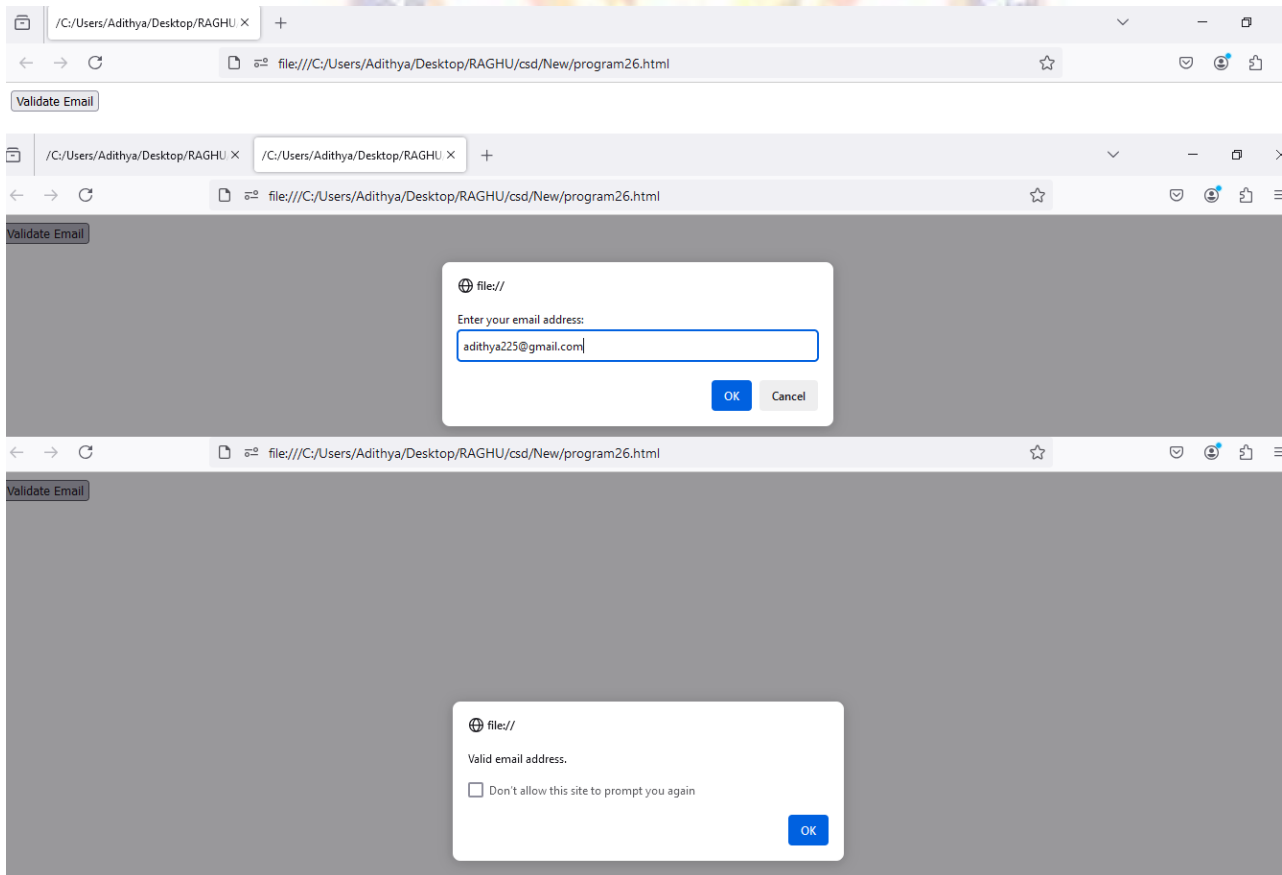 /C:/Users/Adithya/Desktop/RAGHU
file:///C:/Users/Adithya/Desktop/RAGHU/csd/New/program26.html
Validate Email
/C:/Users/Adithya/Desktop/RAGHU /C:/Users/Adithya/Desktop/RAGHU
file:///C:/Users/Adithya/Desktop/RAGHU/csd/New/program26.html
Validate Email
file://
Enter your email address:
adithya225@gmail.com
OK Cancel
file:///C:/Users/Adithya/Desktop/RAGHU/csd/New/program26.html
Validate Email
file://
Valid email address.
Don't allow this site to prompt you again
OK